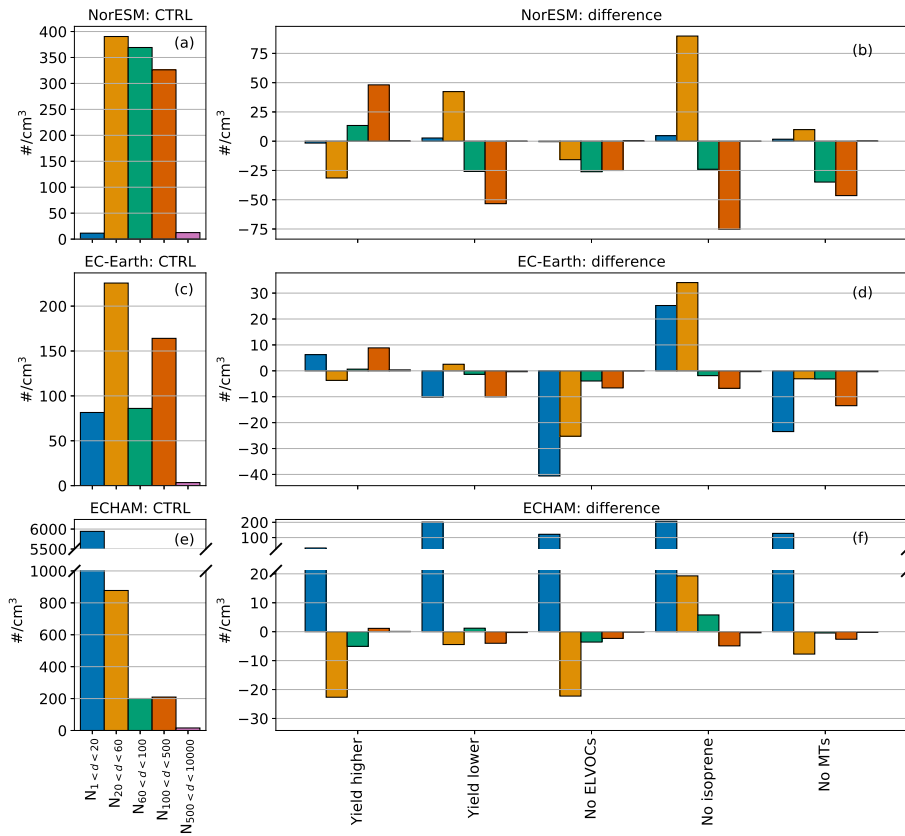 NorESM: CTRL
NorESM: difference
(a)
(b)
400
350
300
250
200
150
100
50
0
#/cm³
75
50
25
0
−25
−50
−75
#/cm³
EC-Earth: CTRL
EC-Earth: difference
(c)
(d)
200
150
100
50
0
#/cm³
30
20
10
0
−10
−20
−30
−40
#/cm³
ECHAM: CTRL
ECHAM: difference
(e)
(f)
6000
5500
1000
800
600
400
200
0
#/cm³
200
100
20
10
0
−10
−20
−30
#/cm³
N1 < d < 20
N20 < d < 60
N60 < d < 100
N100 < d < 500
N500 < d < 10000
Yield higher
Yield lower
No ELVOCs
No isoprene
No MTs